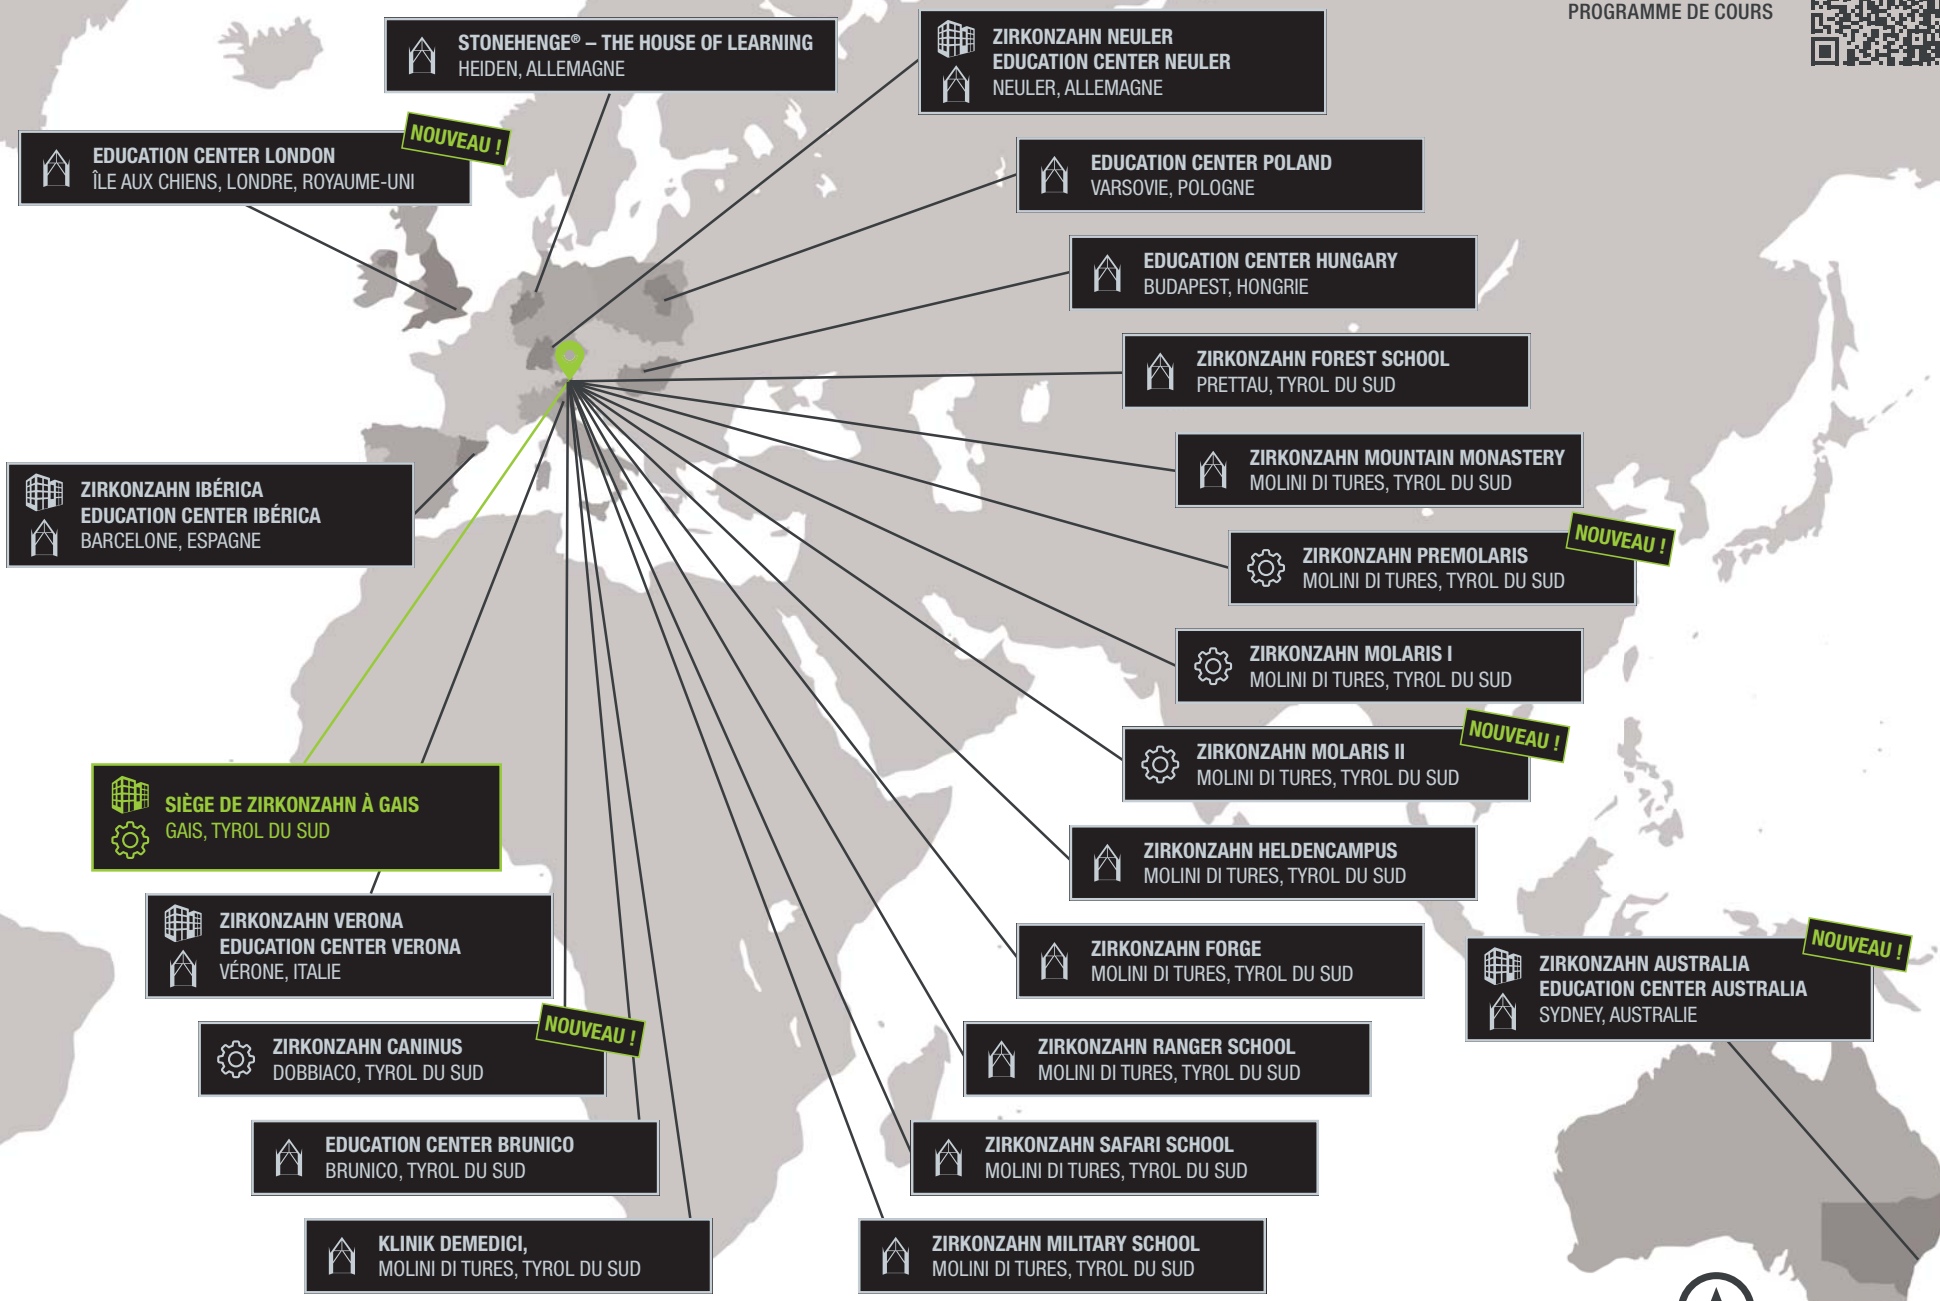 PROGRAMME DE COURS
STONEHENGE® – THE HOUSE OF LEARNING
HEIDEN, ALLEMAGNE
ZIRKONZAHN NEULER
EDUCATION CENTER NEULER
NEULER, ALLEMAGNE
NOUVEAU !
EDUCATION CENTER LONDON
ÎLE AUX CHIENS, LONDRE, ROYAUME-UNI
EDUCATION CENTER POLAND
VARSOVIE, POLOGNE
EDUCATION CENTER HUNGARY
BUDAPEST, HONGRIE
ZIRKONZAHN FOREST SCHOOL
PRETTAU, TYROL DU SUD
ZIRKONZAHN MOUNTAIN MONASTERY
MOLINI DI TURES, TYROL DU SUD
ZIRKONZAHN IBÉRICA
EDUCATION CENTER IBÉRICA
BARCELONE, ESPAGNE
NOUVEAU !
ZIRKONZAHN PREMOLARIS
MOLINI DI TURES, TYROL DU SUD
ZIRKONZAHN MOLARIS I
MOLINI DI TURES, TYROL DU SUD
NOUVEAU !
ZIRKONZAHN MOLARIS II
MOLINI DI TURES, TYROL DU SUD
SIÈGE DE ZIRKONZAHN À GAIS
GAIS, TYROL DU SUD
ZIRKONZAHN HELDENCAMPUS
MOLINI DI TURES, TYROL DU SUD
ZIRKONZAHN VERONA
EDUCATION CENTER VERONA
VÉRONE, ITALIE
ZIRKONZAHN FORGE
MOLINI DI TURES, TYROL DU SUD
NOUVEAU !
ZIRKONZAHN AUSTRALIA
EDUCATION CENTER AUSTRALIA
SYDNEY, AUSTRALIE
NOUVEAU !
ZIRKONZAHN CANINUS
DOBBIACO, TYROL DU SUD
ZIRKONZAHN RANGER SCHOOL
MOLINI DI TURES, TYROL DU SUD
EDUCATION CENTER BRUNICO
BRUNICO, TYROL DU SUD
ZIRKONZAHN SAFARI SCHOOL
MOLINI DI TURES, TYROL DU SUD
KLINIK DEMEDICI,
MOLINI DI TURES, TYROL DU SUD
ZIRKONZAHN MILITARY SCHOOL
MOLINI DI TURES, TYROL DU SUD